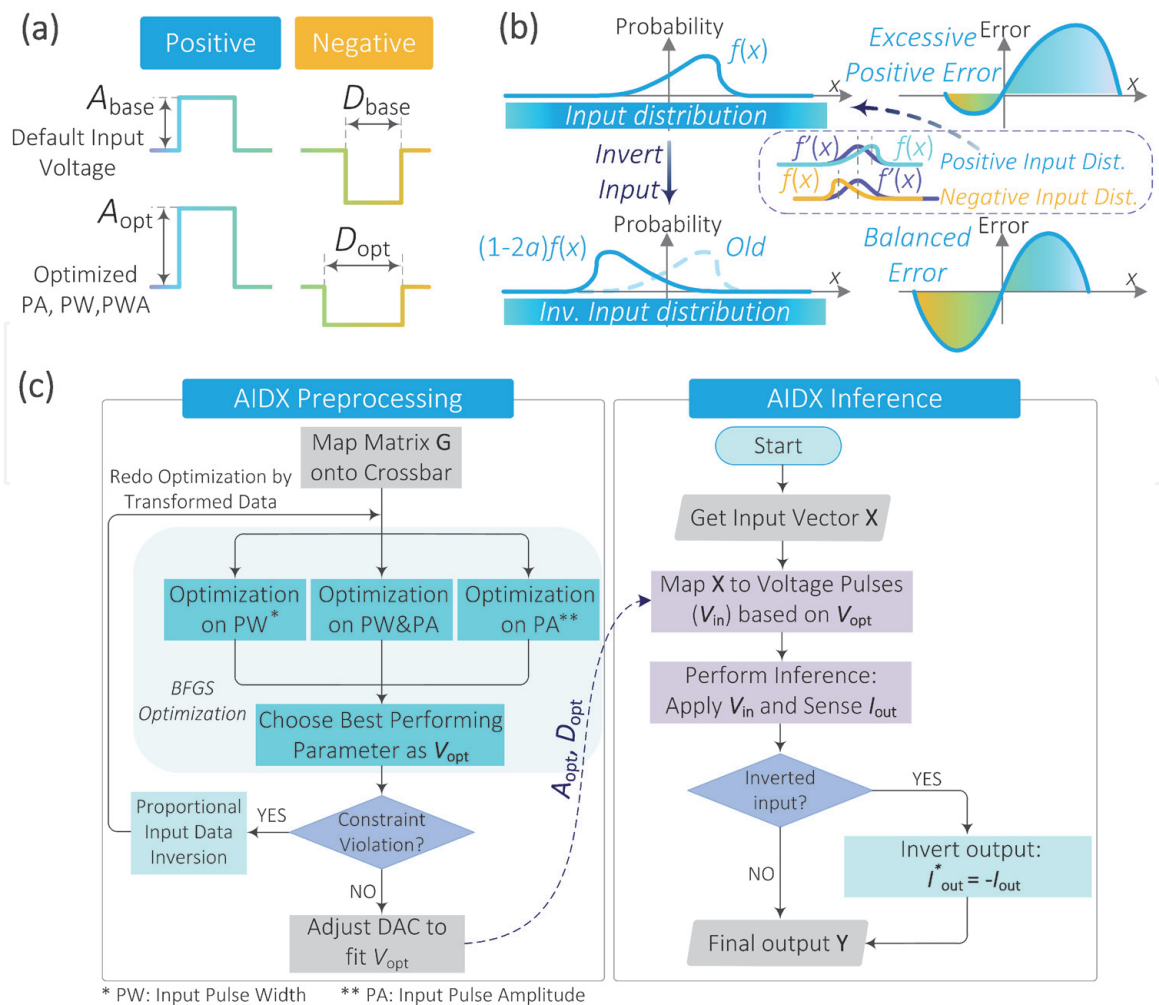 (a)
Positive
Negative
A_base
Default Input
Voltage
D_base
A_opt
Optimized
PA, PW,PWA
D_opt
(b)
Probability
f(x)
x
Input distribution
Invert
Input
Probability
(1-2a)f(x)
Old
x
Inv. Input distribution
Excessive
Positive Error
Error
x
f'(x)
f(x)
Positive Input Dist.
f(x)
f'(x)
Negative Input Dist.
Balanced
Error
Error
x
(c)
AIDX Preprocessing
Map Matrix G
onto Crossbar
Redo Optimization by
Transformed Data
Optimization
on PW*
Optimization
on PW&PA
Optimization
on PA**
BFGS
Optimization
Choose Best Performing
Parameter as V_opt
Proportional
Input Data
Inversion
YES
Constraint
Violation?
NO
Adjust DAC to
fit V_opt
A_opt, D_opt
AIDX Inference
Start
Get Input Vector X
Map X to Voltage Pulses
(V_in) based on V_opt
Perform Inference:
Apply V_in and Sense I_out
Inverted
input?
YES
Invert output:
I*_out = -I_out
NO
Final output Y
* PW: Input Pulse Width
** PA: Input Pulse Amplitude